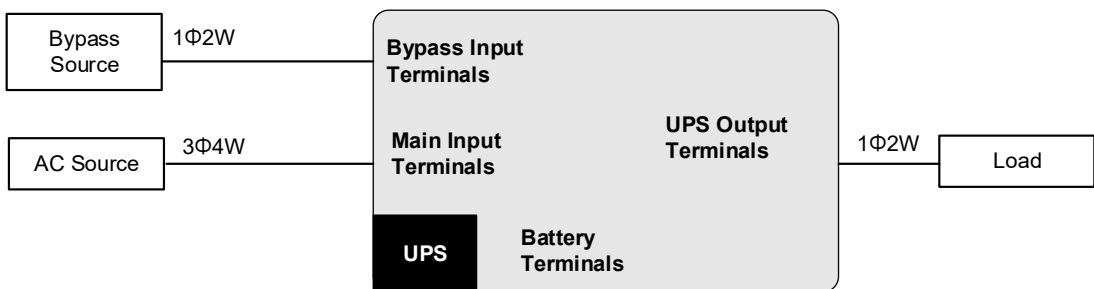 Bypass
Source
1Φ2W
Bypass Input
Terminals
AC Source
3Φ4W
Main Input
Terminals
UPS Output
Terminals
1Φ2W
Load
UPS
Battery
Terminals